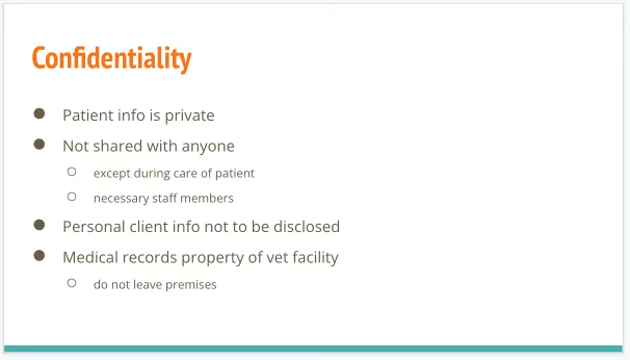 Confidentiality
● Patient info is private
● Not shared with anyone
○ except during care of patient
○ necessary staff members
● Personal client info not to be disclosed
● Medical records property of vet facility
○ do not leave premises